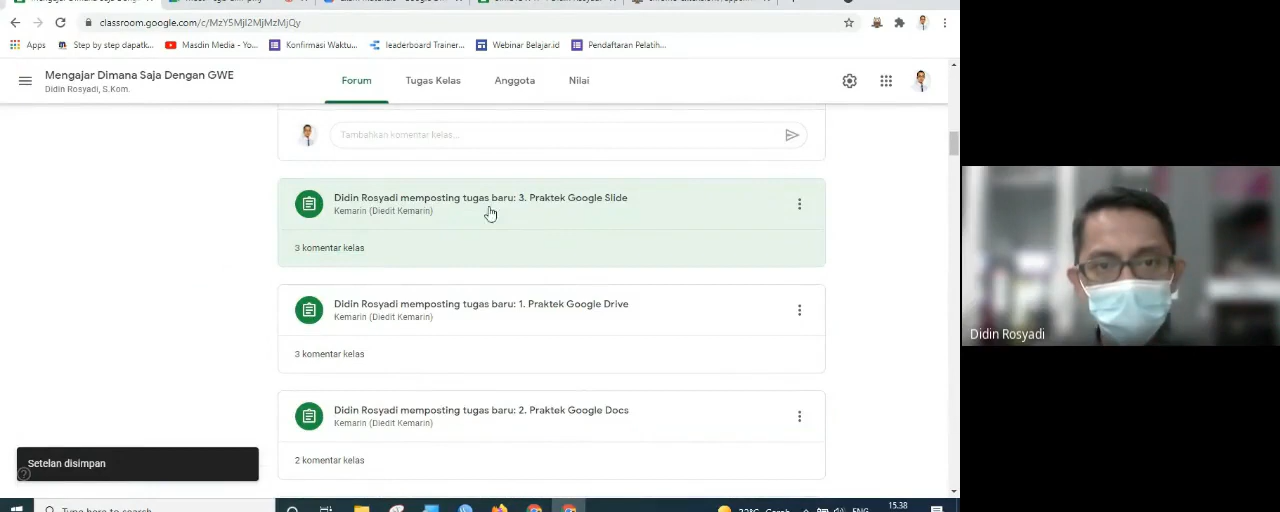 classroom.google.com/c/MzY5MjI2MjMzMjQy
Apps Step by step dapatk... Masdin Media - Yo... Konfirmasi Waktu... leaderboard Trainer... Webinar Belajar.id Pendaftaran Pelatih...
Mengajar Dimana Saja Dengan GWE
Didin Rosyadi, S.Kom.
Forum Tugas Kelas Anggota Nilai
Tambahkan komentar kelas...
Didin Rosyadi memposting tugas baru: 3. Praktek Google Slide
Kemarin (Diedit Kemarin)
3 komentar kelas
Didin Rosyadi memposting tugas baru: 1. Praktek Google Drive
Kemarin (Diedit Kemarin)
3 komentar kelas
Didin Rosyadi memposting tugas baru: 2. Praktek Google Docs
Kemarin (Diedit Kemarin)
2 komentar kelas
Setelan disimpan
Didin Rosyadi
Type here to search
ENG
15.38